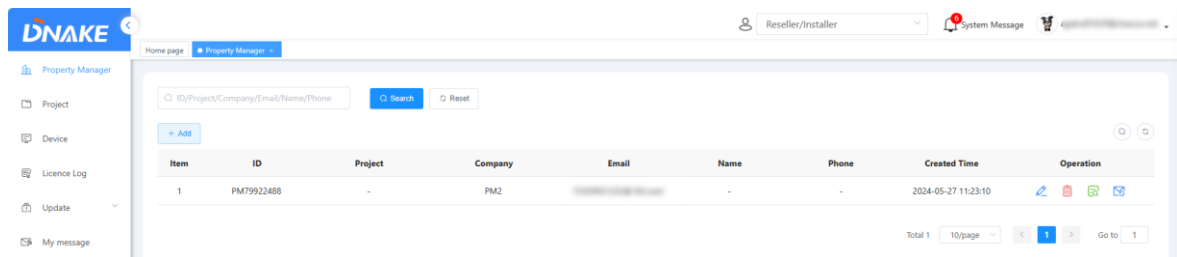 DNAKE
Reseller/Installer
6
System Message
Home page
Property Manager ×
Property Manager
Project
Device
Licence Log
Update
My message
ID/Project/Company/Email/Name/Phone
Search
Reset
+ Add
Item ID Project Company Email Name Phone Created Time Operation
1 PM79922488 - PM2 - - 2024-05-27 11:23:10
Total 1 10/page < 1 > Go to 1